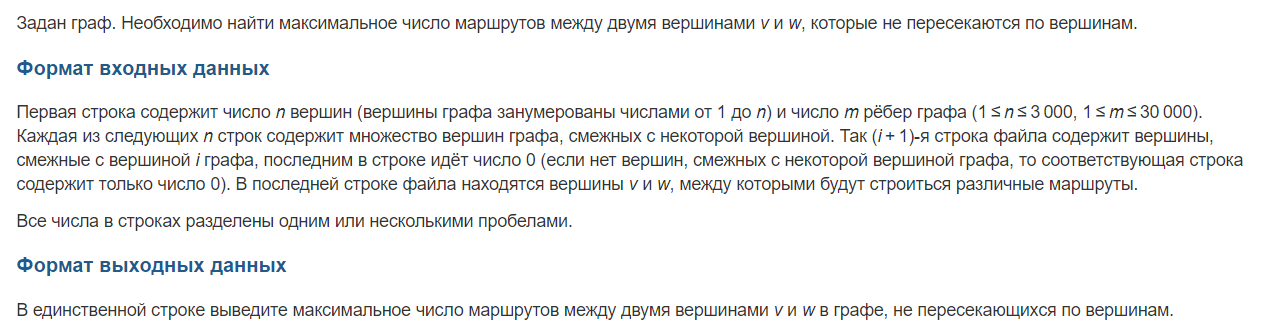 Задан граф. Необходимо найти максимальное число маршрутов между двумя вершинами v и w, которые не пересекаются по вершинам.
Формат входных данных
Первая строка содержит число n вершин (вершины графа занумерованы числами от 1 до n) и число m рёбер графа (1 ≤ n ≤ 3 000, 1 ≤ m ≤ 30 000).
Каждая из следующих n строк содержит множество вершин графа, смежных с некоторой вершиной. Так (i + 1)-я строка файла содержит вершины,
смежные с вершиной i графа, последним в строке идёт число 0 (если нет вершин, смежных с некоторой вершиной графа, то соответствующая строка
содержит только число 0). В последней строке файла находятся вершины v и w, между которыми будут строиться различные маршруты.
Все числа в строках разделены одним или несколькими пробелами.
Формат выходных данных
В единственной строке выведите максимальное число маршрутов между двумя вершинами v и w в графе, не пересекающихся по вершинам.